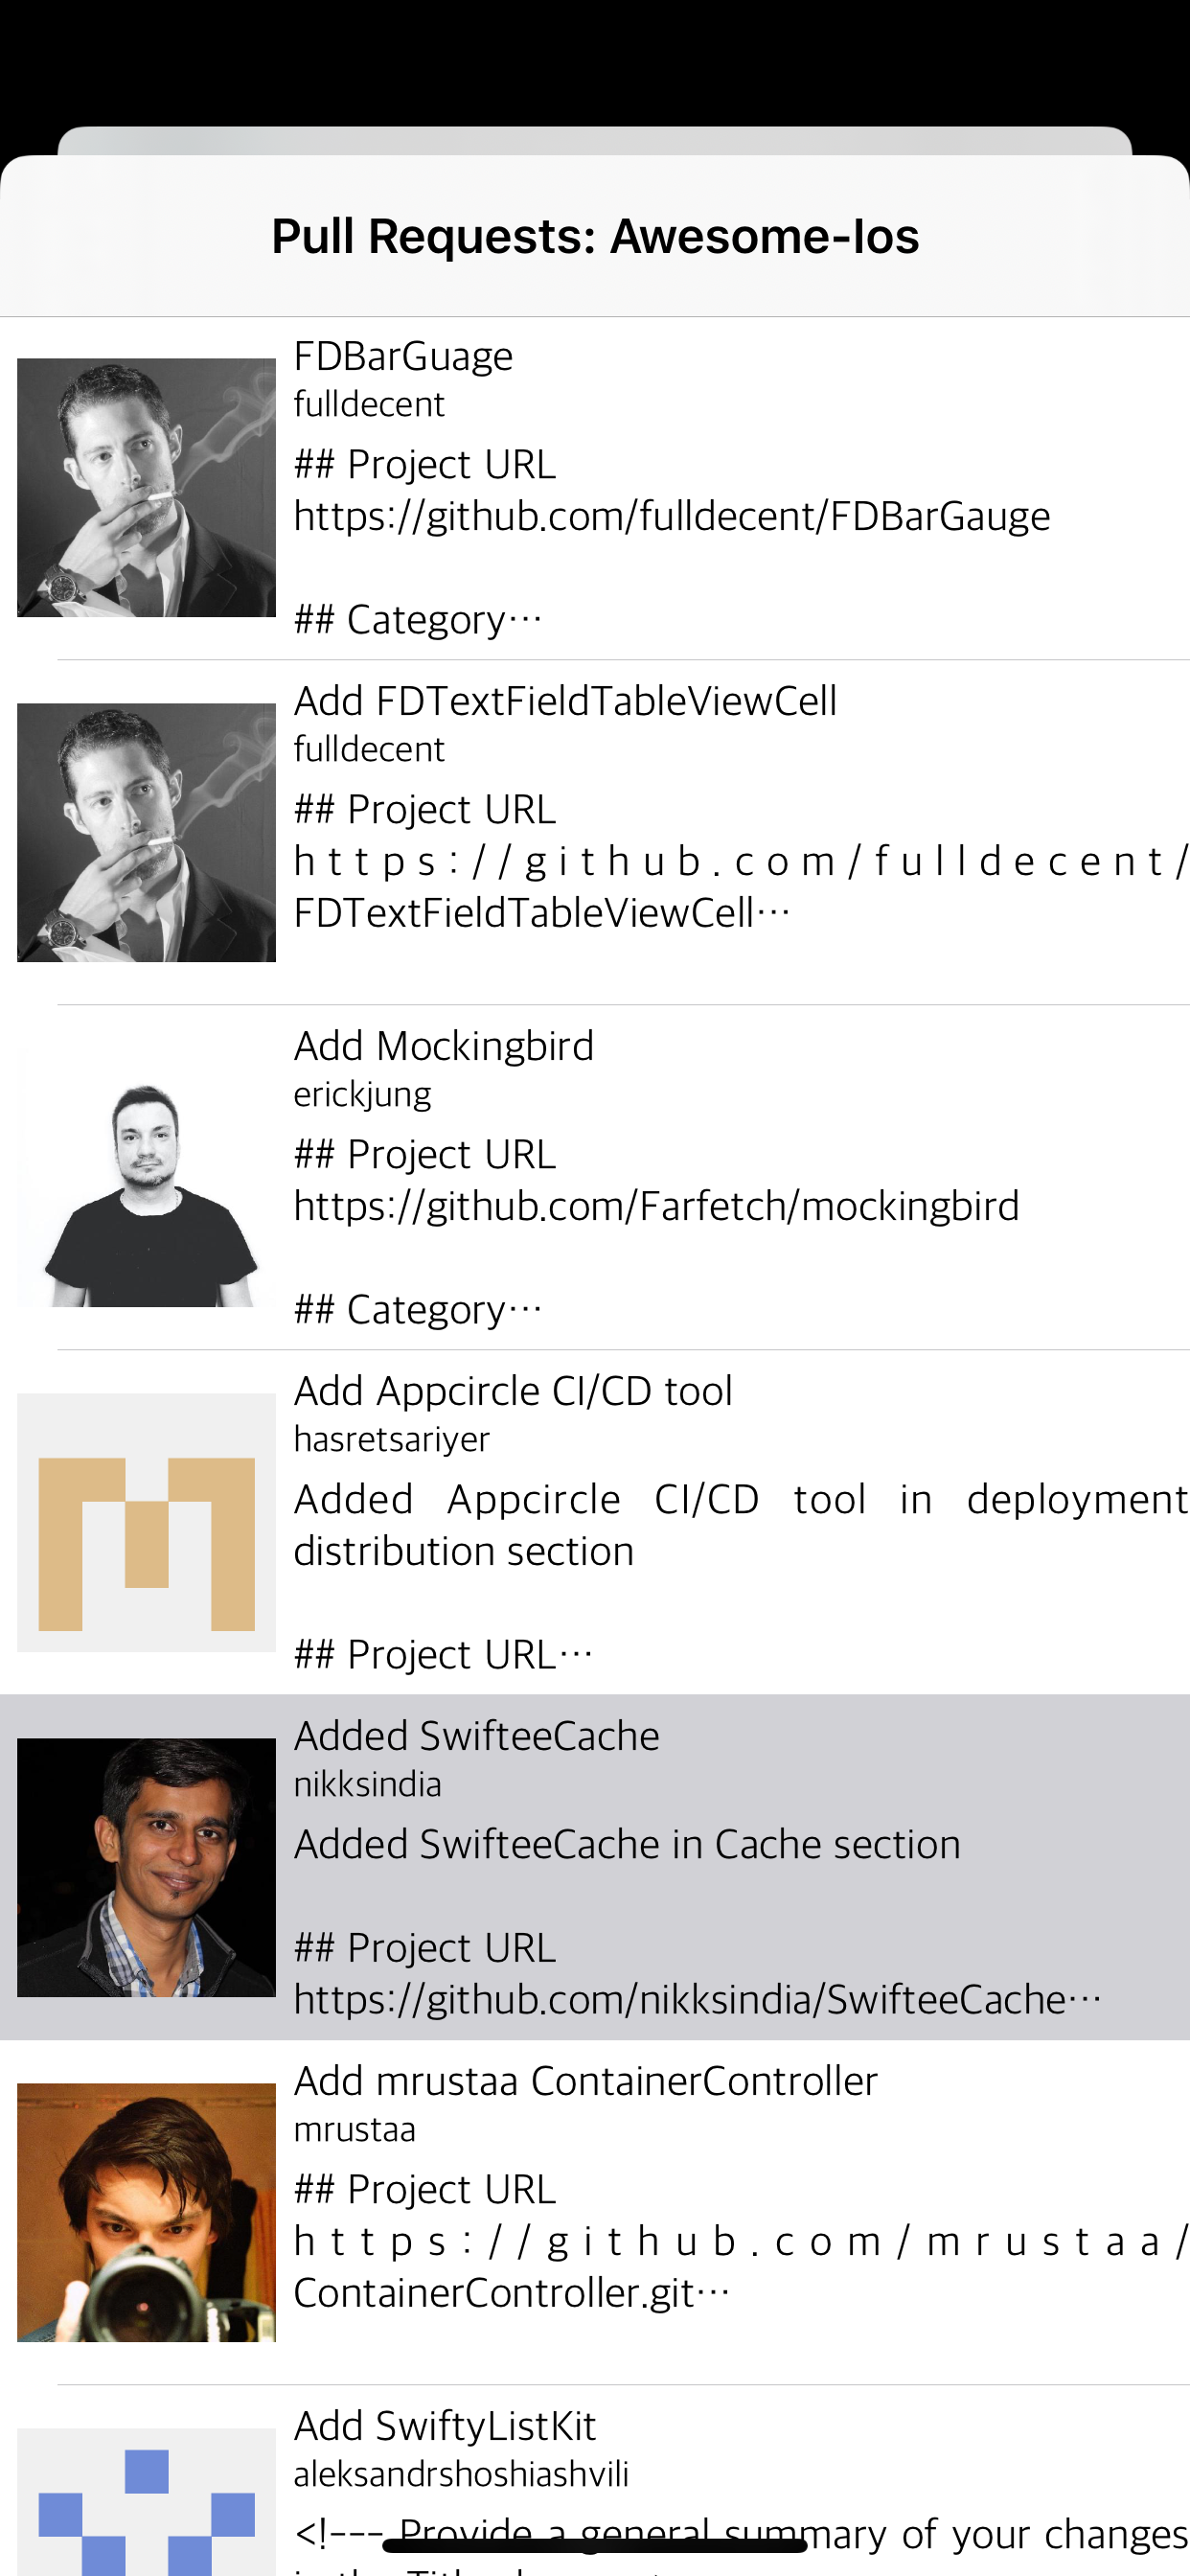 Pull Requests: Awesome-Ios
FDBarGuage
fulldecent
## Project URL
https://github.com/fulldecent/FDBarGauge
## Category…
Add FDTextFieldTableViewCell
fulldecent
## Project URL
https://github.com/fulldecent/
FDTextFieldTableViewCell…
Add Mockingbird
erickjung
## Project URL
https://github.com/Farfetch/mockingbird
## Category…
Add Appcircle CI/CD tool
hasretsariyer
Added Appcircle CI/CD tool in deployment
distribution section
## Project URL…
Added SwifteeCache
nikksindia
Added SwifteeCache in Cache section
## Project URL
https://github.com/nikksindia/SwifteeCache…
Add mrustaa ContainerController
mrustaa
## Project URL
https://github.com/mrustaa/
ContainerController.git…
Add SwiftyListKit
aleksandrshoshiashvili
<!--- Provide a general summary of your changes